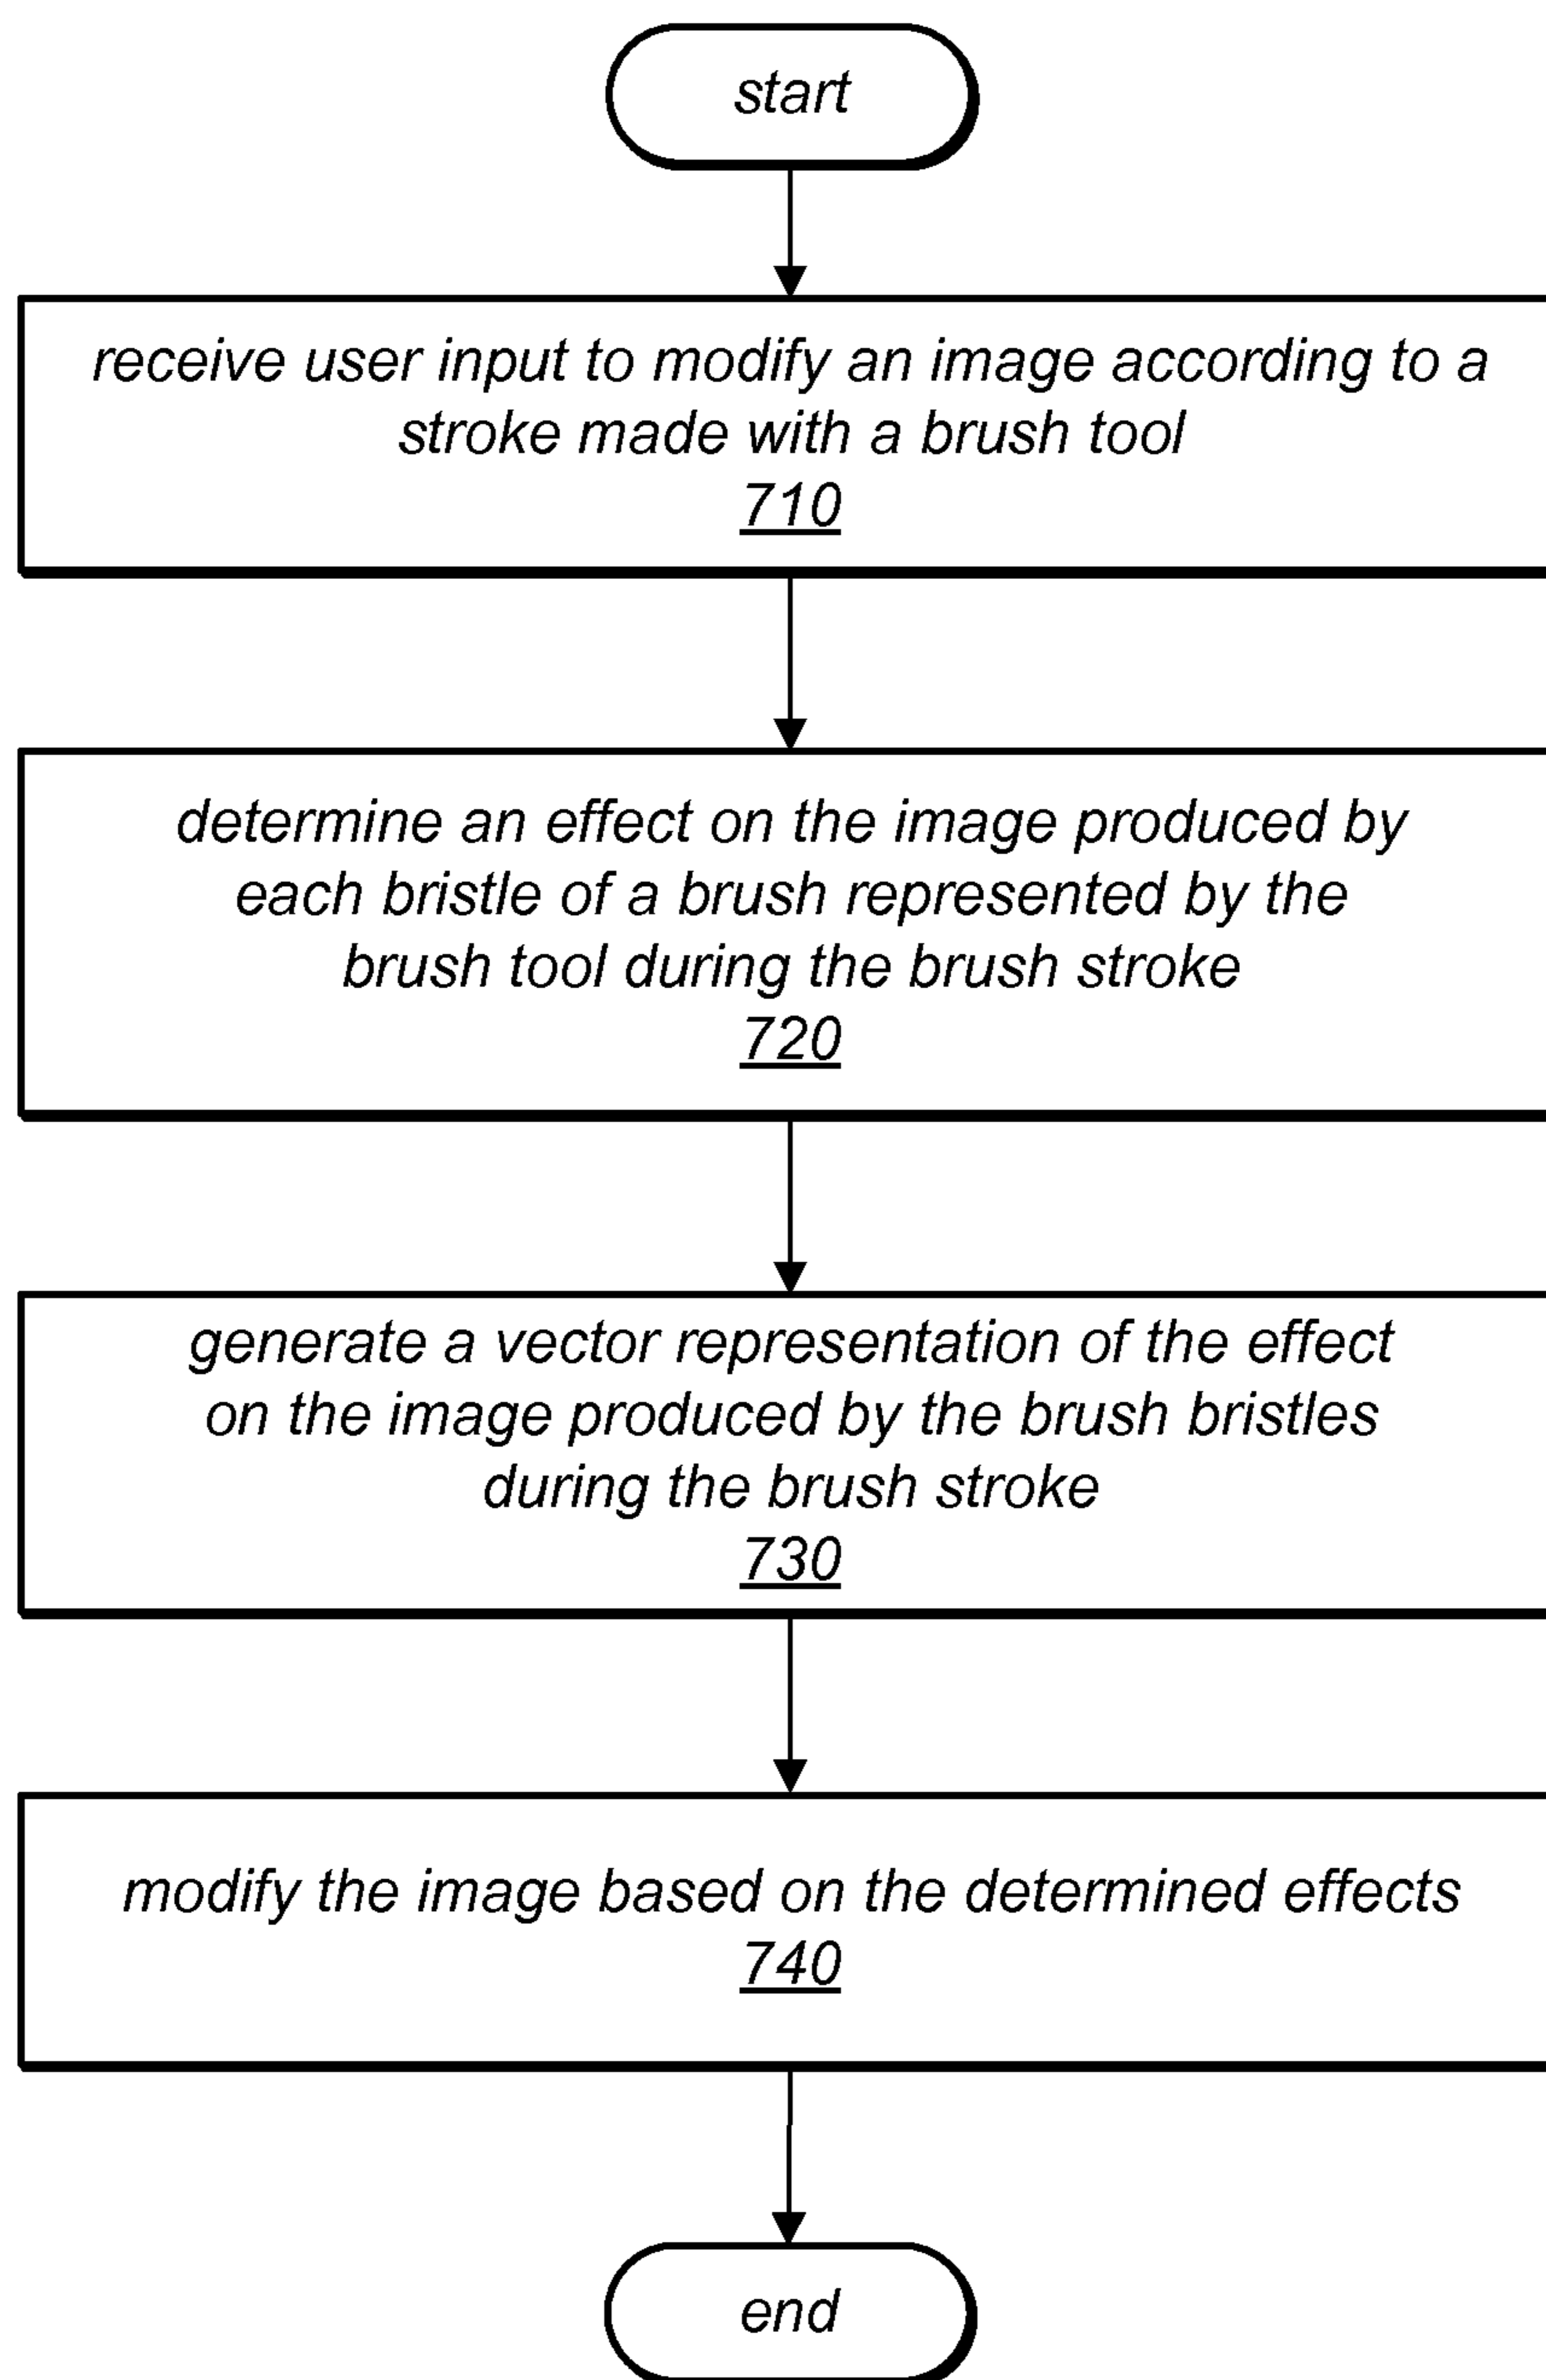 start
receive user input to modify an image according to a
stroke made with a brush tool
710
determine an effect on the image produced by
each bristle of a brush represented by the
brush tool during the brush stroke
720
generate a vector representation of the effect
on the image produced by the brush bristles
during the brush stroke
730
modify the image based on the determined effects
740
end